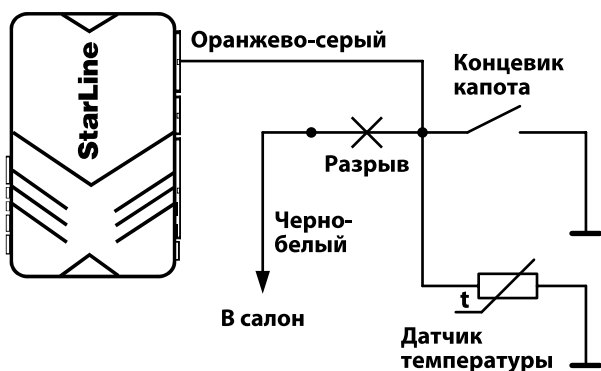 StarLine
Оранжево-серый
Концевик
капота
Разрыв
Черно-
белый
В салон
t
Датчик
температуры